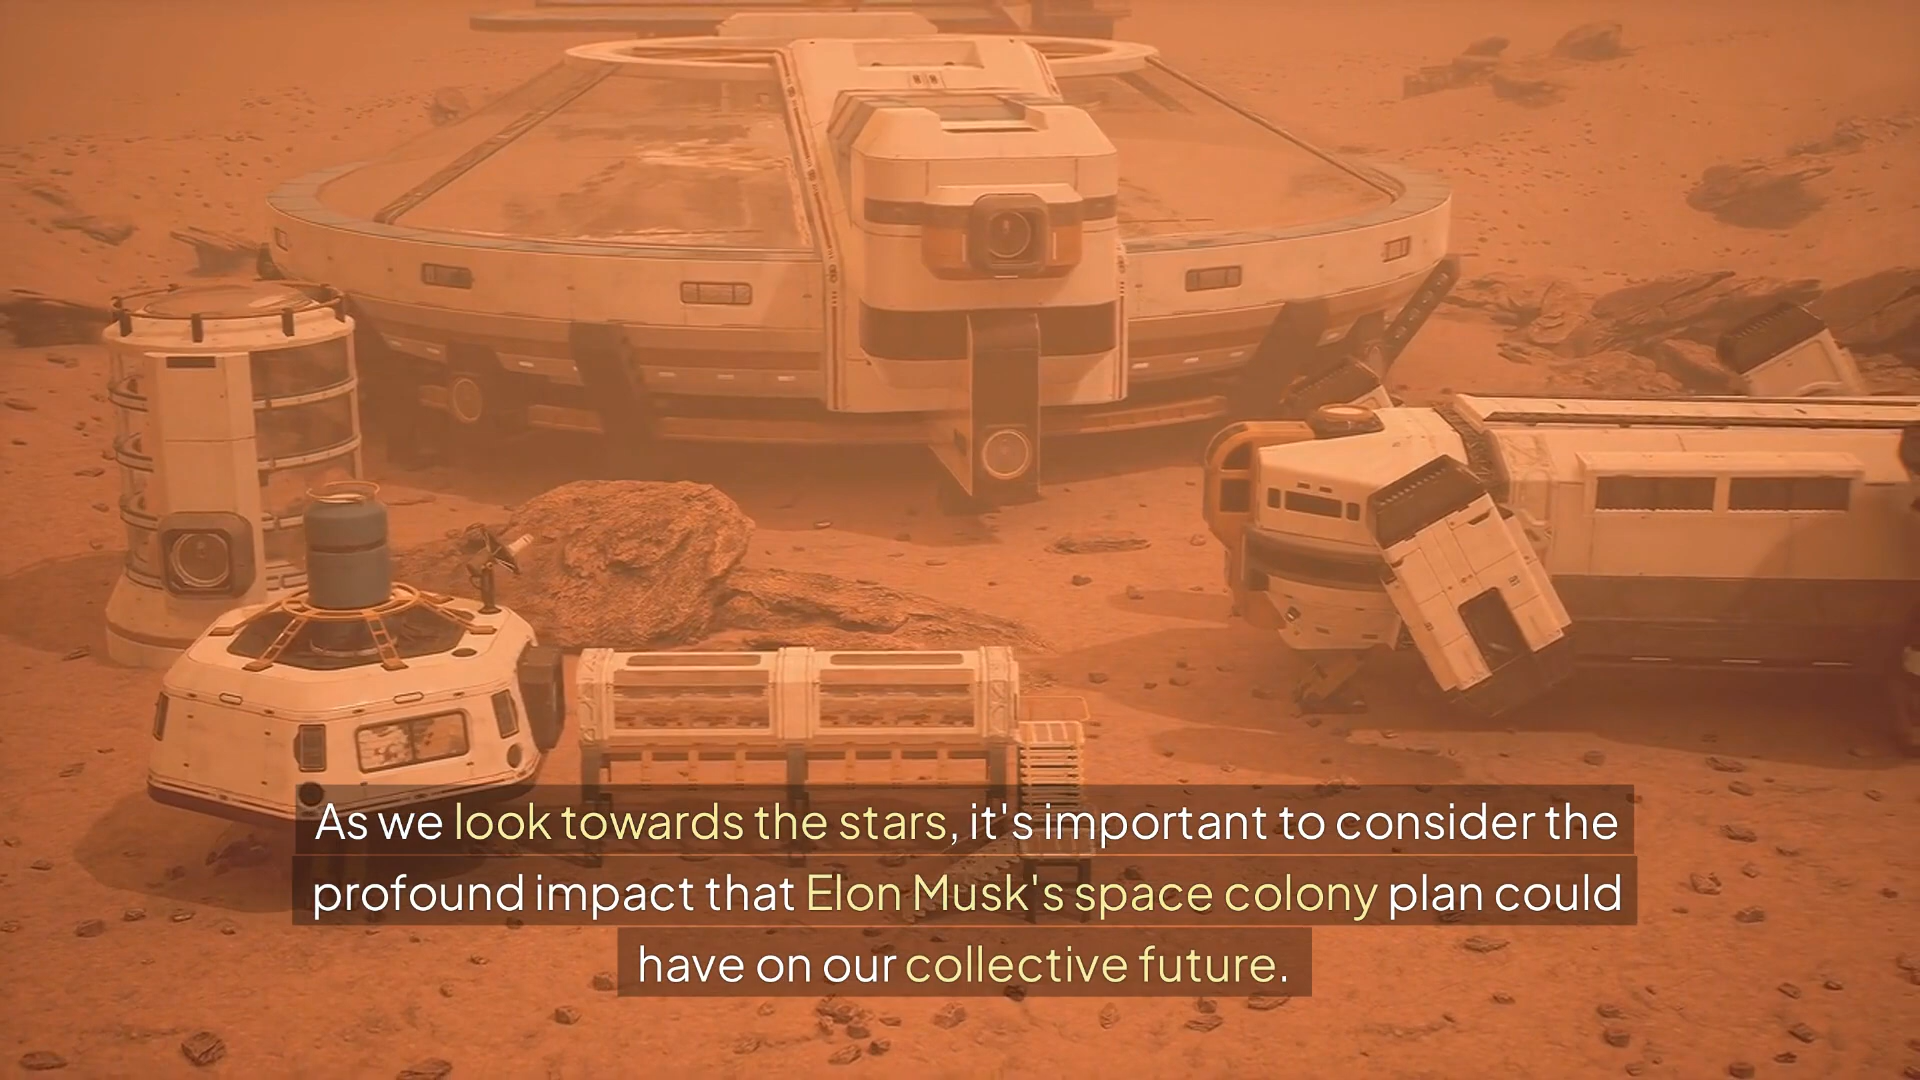 As we look towards the stars, it's important to consider the
profound impact that Elon Musk's space colony plan could
have on our collective future.